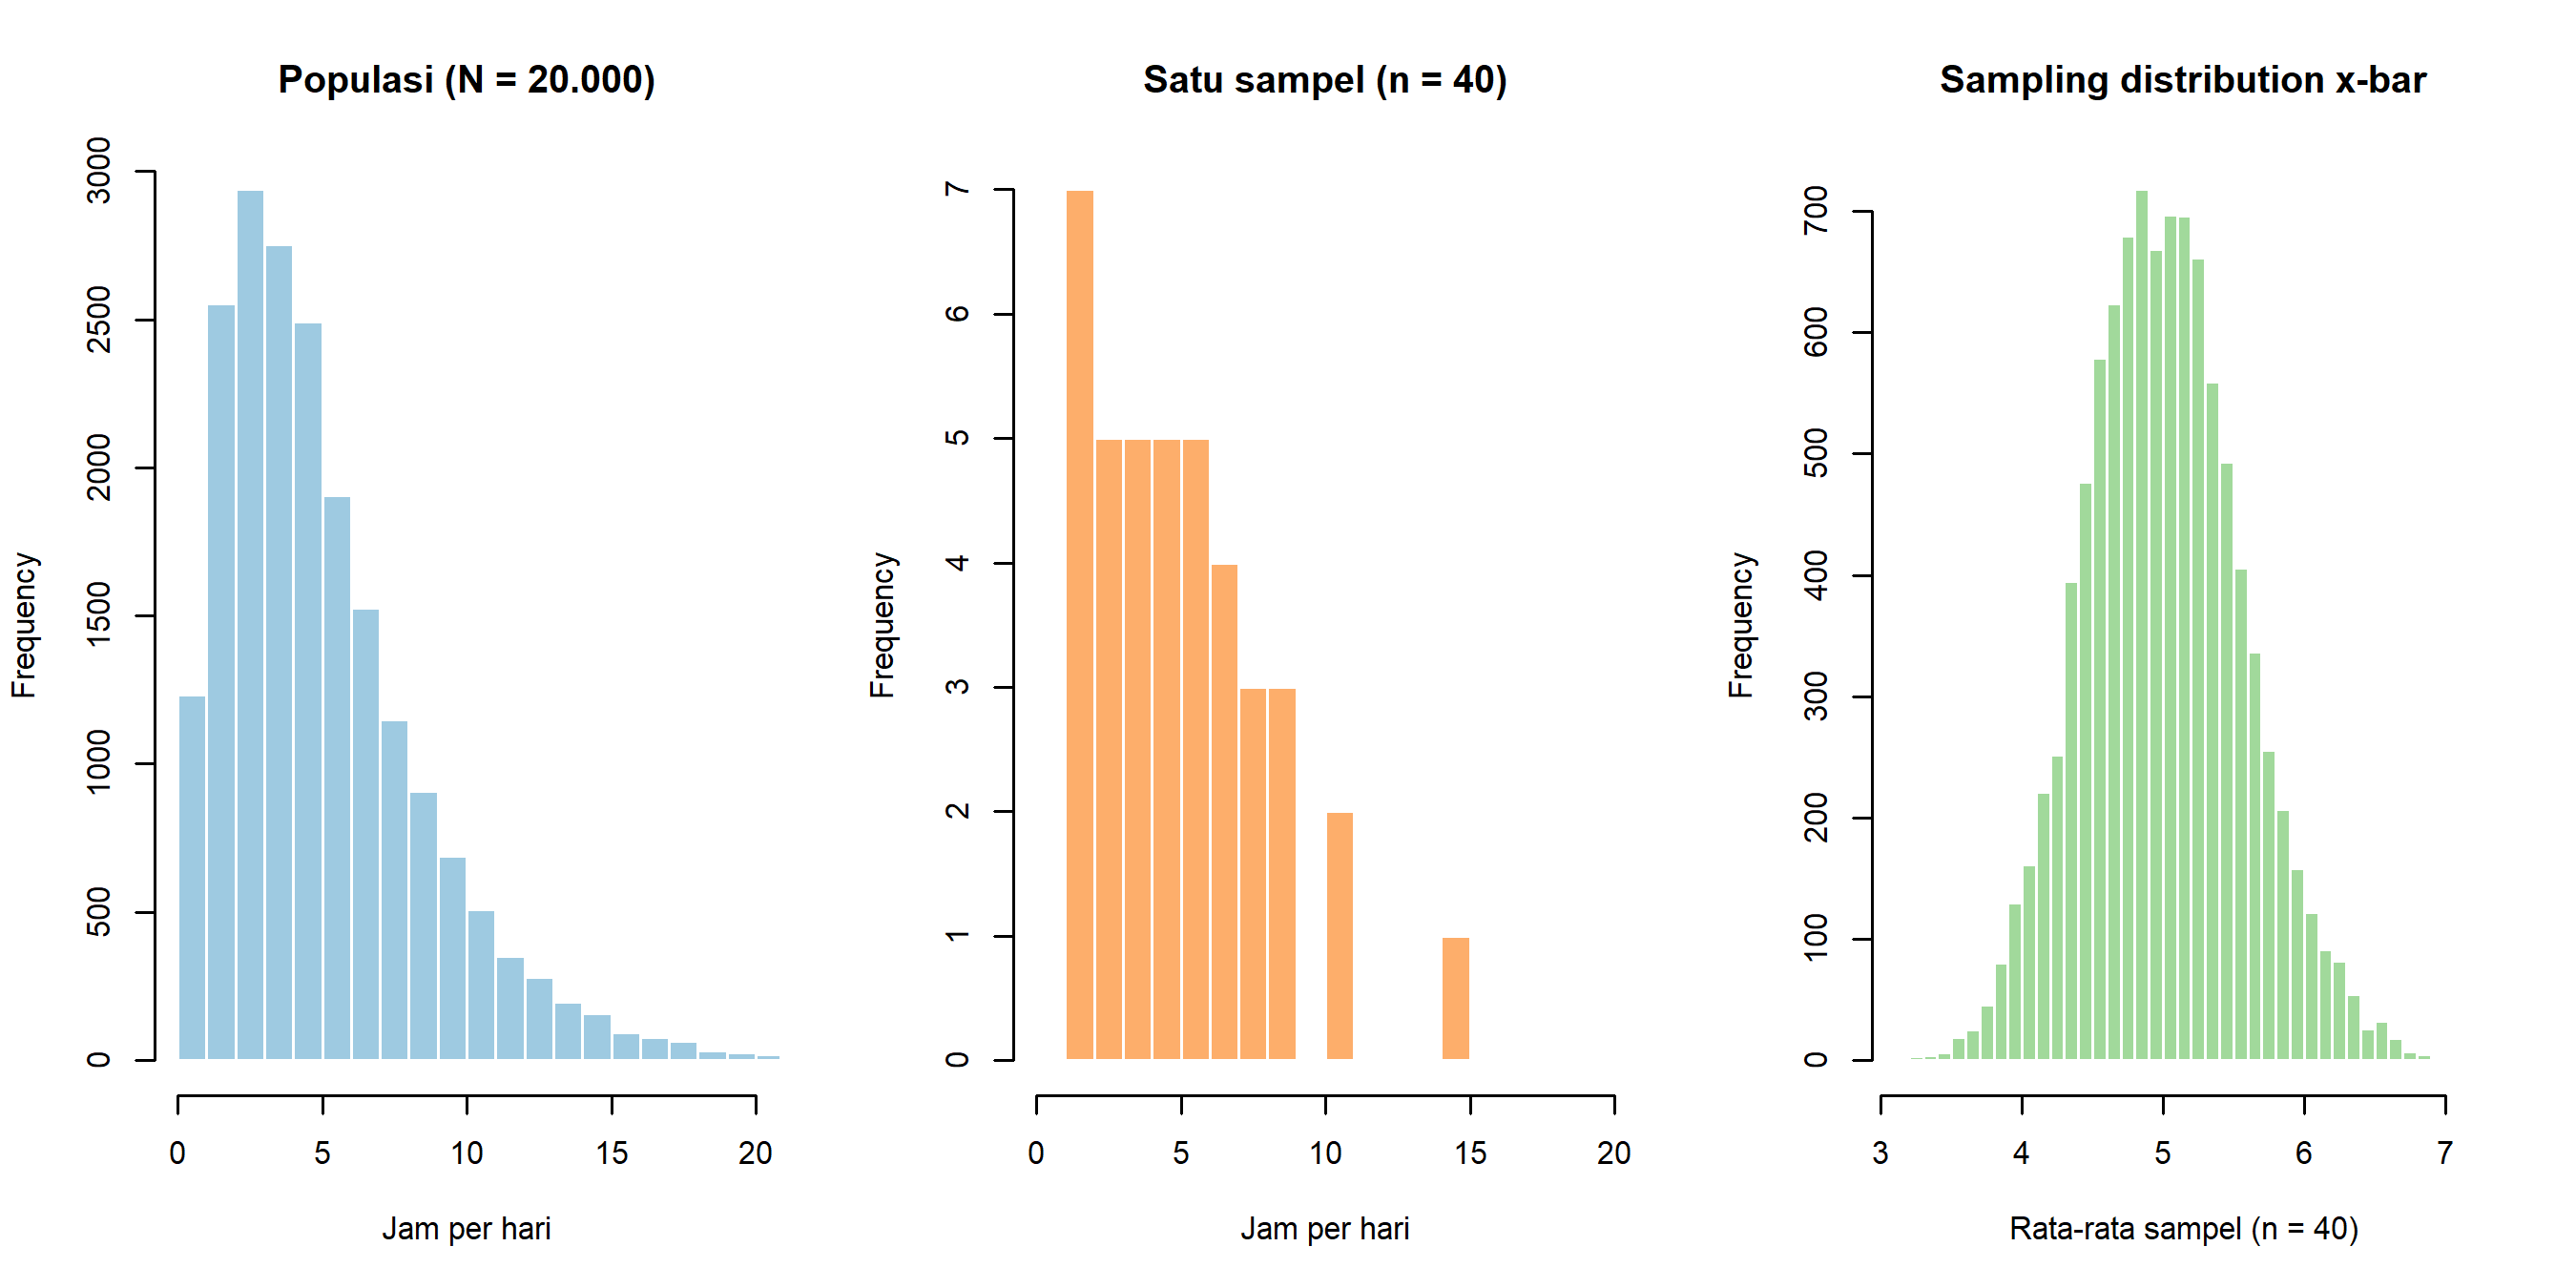 Populasi (N = 20.000)
Frequency
0 500 1000 1500 2000 2500 3000
0 5 10 15 20
Jam per hari
Satu sampel (n = 40)
Frequency
0 1 2 3 4 5 6 7
0 5 10 15 20
Jam per hari
Sampling distribution x-bar
Frequency
0 100 200 300 400 500 600 700
3 4 5 6 7
Rata-rata sampel (n = 40)